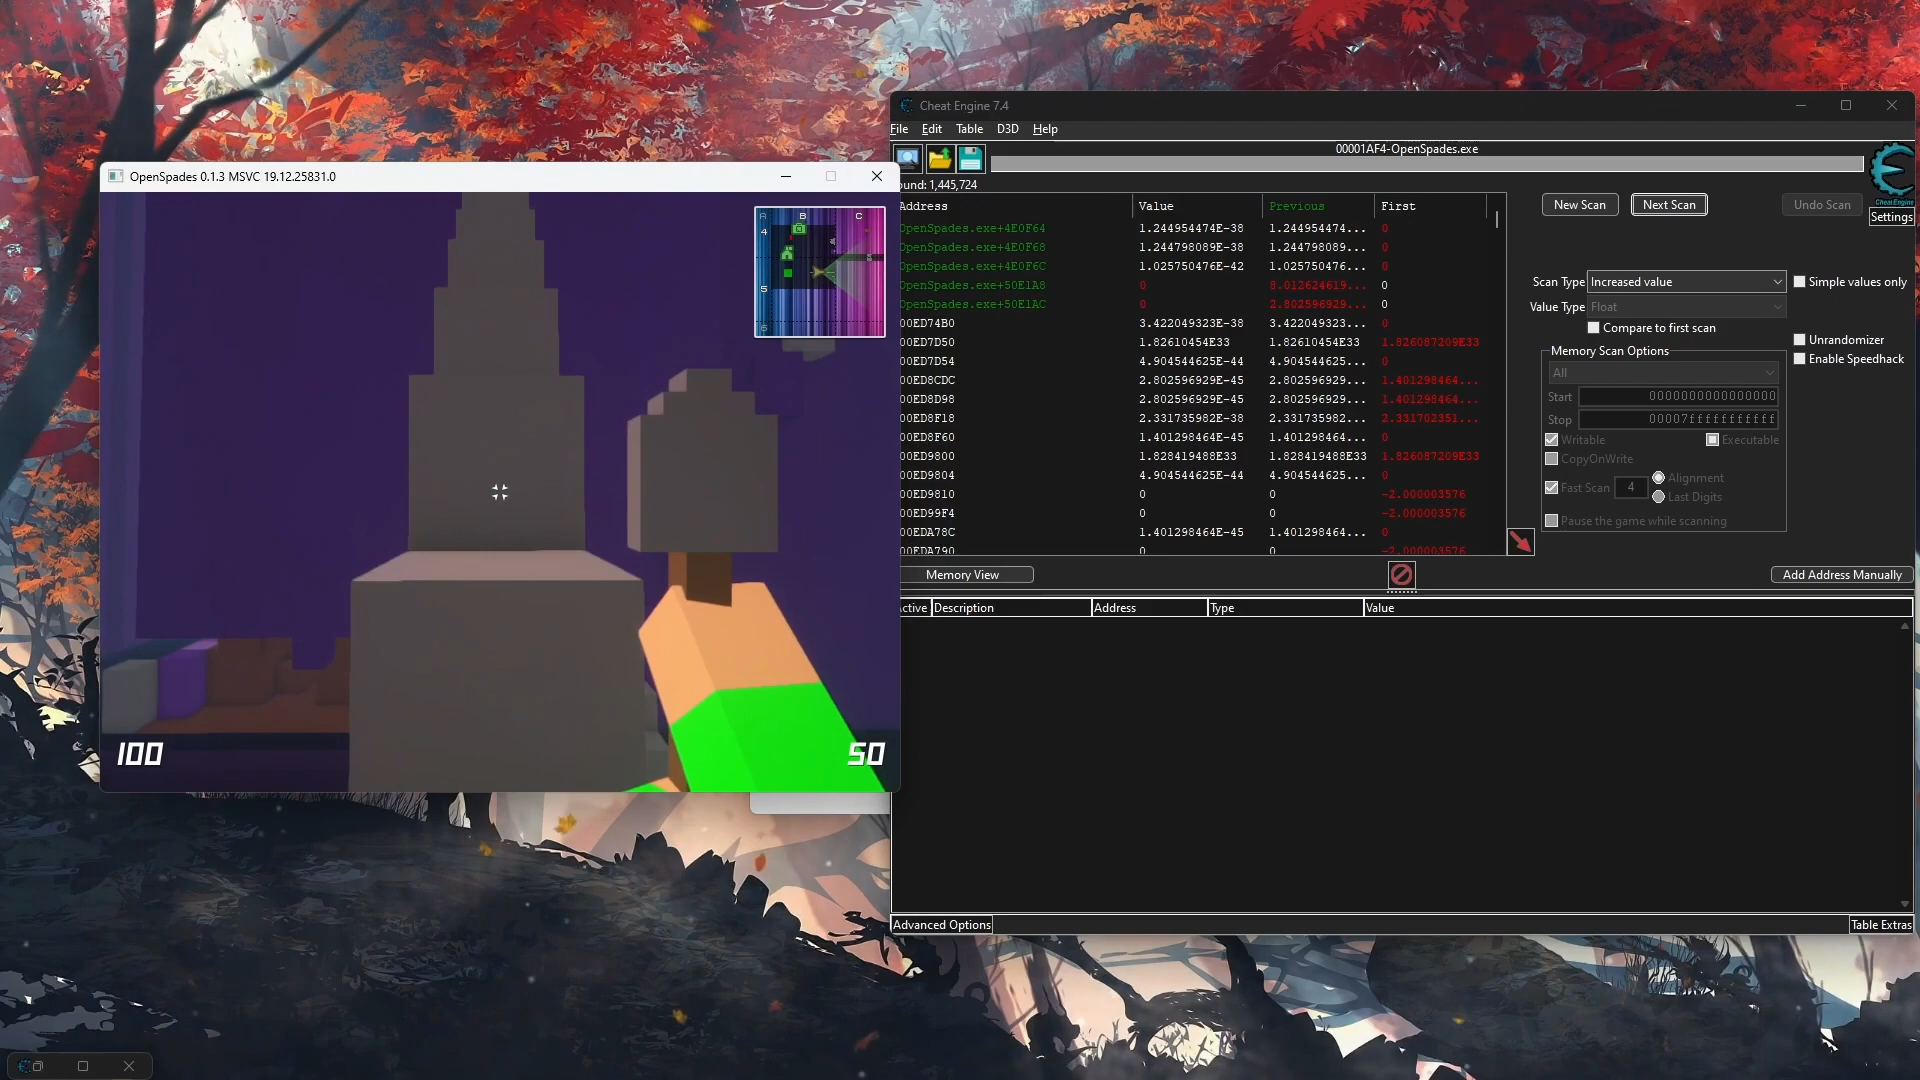 Cheat Engine 7.4
File Edit Table D3D Help
00001AF4-OpenSpades.exe
ound: 1,445,724
Address Value Previous First
OpenSpades.exe+4E0F64 1.244954474E-38 1.244954474... 0
OpenSpades.exe+4E0F68 1.244798089E-38 1.244798089... 0
OpenSpades.exe+4E0F6C 1.025750476E-42 1.025750476... 0
OpenSpades.exe+50E1A8 0 8.012624619... 0
OpenSpades.exe+50E1AC 0 2.802596929... 0
00ED74B0 3.422049323E-38 3.422049323... 0
00ED7D50 1.82610454E33 1.82610454E33 1.826087209E33
00ED7D54 4.904544625E-44 4.904544625... 0
00ED8CDC 2.802596929E-45 2.802596929... 1.401298464...
00ED8D98 2.802596929E-45 2.802596929... 1.401298464...
00ED8F18 2.331735982E-38 2.331735982... 2.331702351...
00ED8F60 1.401298464E-45 1.401298464... 0
00ED9800 1.828419488E33 1.828419488E33 1.826087209E33
00ED9804 4.904544625E-44 4.904544625... 0
00ED9810 0 0 -2.000003576
00ED99F4 0 0 -2.000003576
00EDA78C 1.401298464E-45 1.401298464... 0
00EDA790 0 0 -2.000003576
New Scan Next Scan Undo Scan
Settings
Cheat Engine
Scan Type Increased value Simple values only
Value Type Float
Compare to first scan
Unrandomizer
Enable Speedhack
Memory Scan Options
All
Start 0000000000000000
Stop 00007fffffffffff
Writable Executable
CopyOnWrite
Fast Scan 4 Alignment
Last Digits
Pause the game while scanning
Memory View Add Address Manually
ctive Description Address Type Value
Advanced Options Table Extras
OpenSpades 0.1.3 MSVC 19.12.25831.0
A B C
4
5
6
100 50